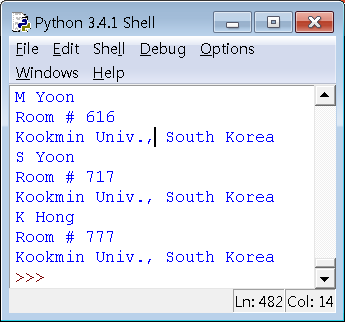 Python 3.4.1 Shell
File Edit Shell Debug Options
Windows Help
M Yoon
Room # 616
Kookmin Univ., South Korea
S Yoon
Room # 717
Kookmin Univ., South Korea
K Hong
Room # 777
Kookmin Univ., South Korea
>>>
Ln: 482 Col: 14